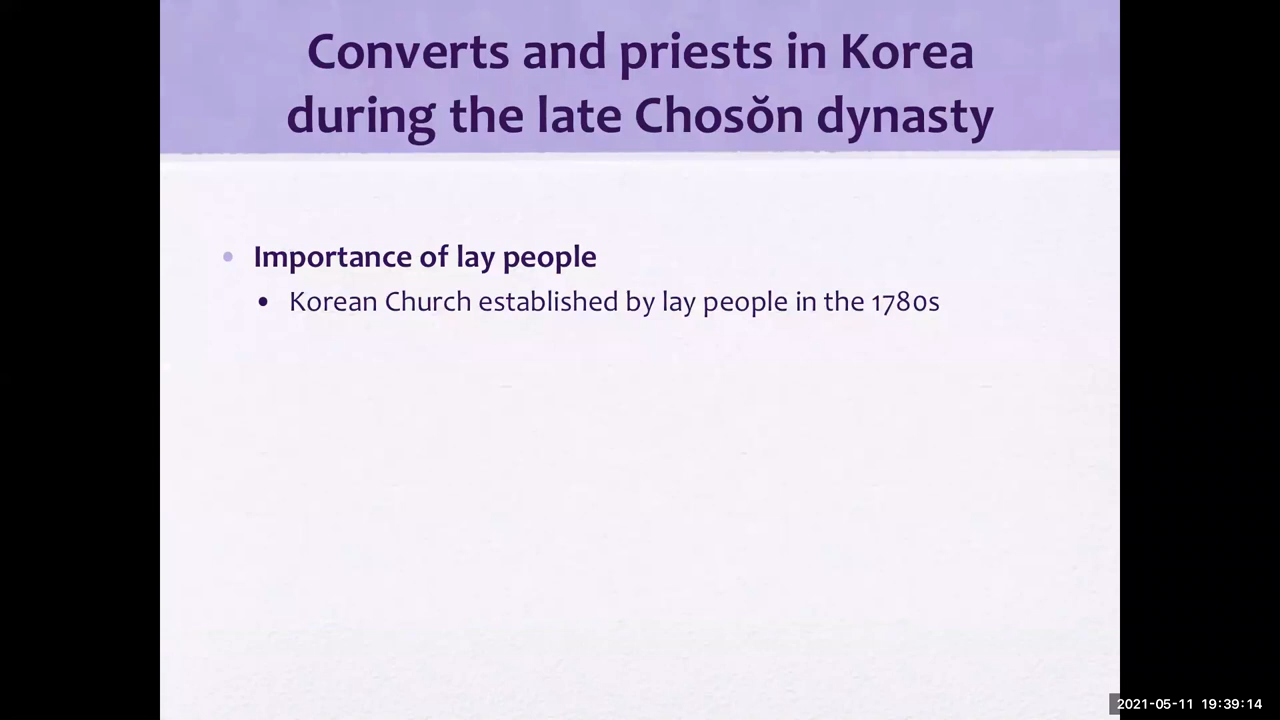 Converts and priests in Korea
during the late Chosŏn dynasty
• Importance of lay people
• Korean Church established by lay people in the 1780s
2021-05-11 19:39:14